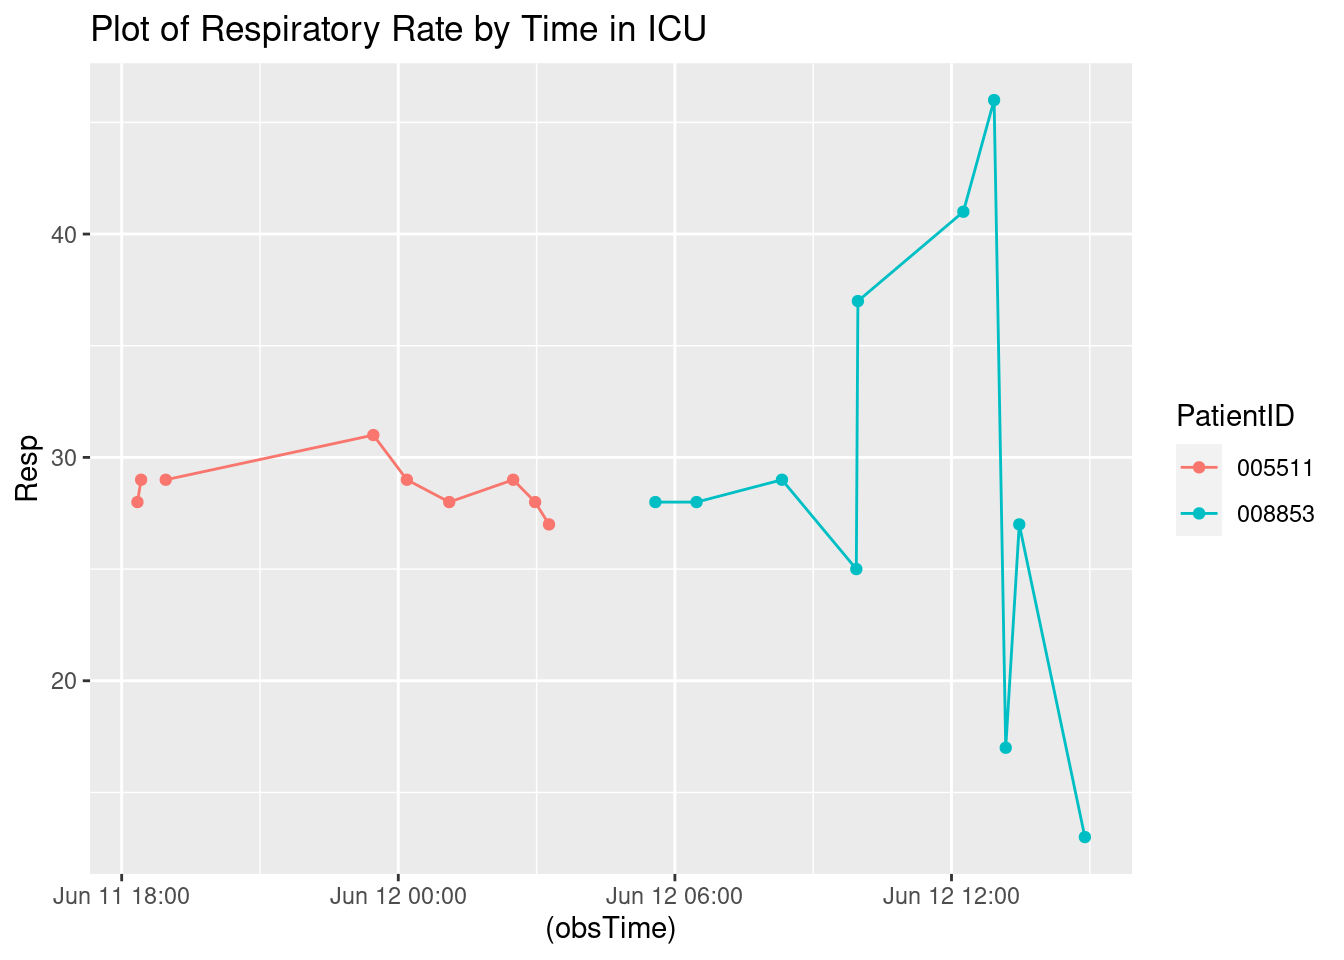 Plot of Respiratory Rate by Time in ICU
40
30
20
Resp
Jun 11 18:00
Jun 12 00:00
Jun 12 06:00
Jun 12 12:00
(obsTime)
PatientID
005511
008853